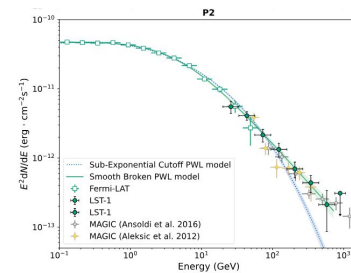 P2
10⁻¹⁰
10⁻¹¹
10⁻¹²
10⁻¹³
E²dN/dE (erg · cm⁻²s⁻¹)
Sub-Exponential Cutoff PWL model
Smooth Broken PWL model
Fermi-LAT
LST-1
LST-1
MAGIC (Ansoldi et al. 2016)
MAGIC (Aleksic et al. 2012)
10⁻¹ 10⁰ 10¹ 10² 10³
Energy (GeV)